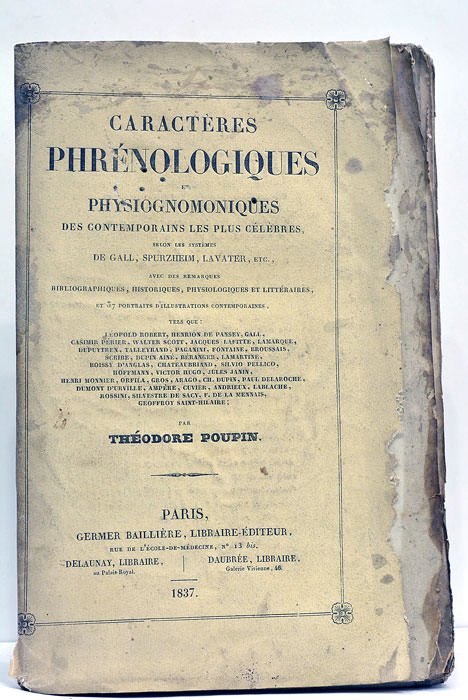 CARACTÈRES
PHRÉNOLOGIQUES
ET
PHYSIOGNOMONIQUES
DES CONTEMPORAINS LES PLUS CÉLÈBRES,
SELON LES SYSTÈMES
DE GALL, SPURZHEIM, LAVATER, ETC.,
AVEC DES REMARQUES
BIBLIOGRAPHIQUES, HISTORIQUES, PHYSIOLOGIQUES ET LITTÉRAIRES,
ET 37 PORTRAITS D'ILLUSTRATIONS CONTEMPORAINES,
TELS QUE:
LÉOPOLD ROBERT, HENRION DE PANSEY, GALL,
CASIMIR PÉRIER, WALTER SCOTT, JACQUES LAFITTE, LAMARQUE,
DUPUYTREN, TALLEYRAND, PAGANINI, FONTAINE, BROUSSAIS,
SCRIBE, DUPIN AINÉ, BÉRANGER, LAMARTINE,
BOISSY D'ANGLAS, CHATEAUBRIAND, SILVIO PELLICO,
HOFFMANN, VICTOR HUGO, JULES JANIN,
HENRI MONNIER, ORFILA, GROS, ARAGO, CH. DUPIN, PAUL DELAROCHE,
DUMONT D'URVILLE, AMPÈRE, CUVIER, ANDRIEUX, LABLACHE,
ROSSINI, SILVESTRE DE SACY, F. DE LA MENNAIS,
GEOFFROY SAINT-HILAIRE;
PAR
THÉODORE POUPIN.
PARIS,
GERMER BAILLIÈRE, LIBRAIRE-ÉDITEUR,
RUE DE L'ÉCOLE-DE-MÉDECINE, N° 13 bis.
DELAUNAY, LIBRAIRE,
au Palais-Royal.
DAUBRÉE, LIBRAIRE,
Galerie Vivienne, 46.
1837.